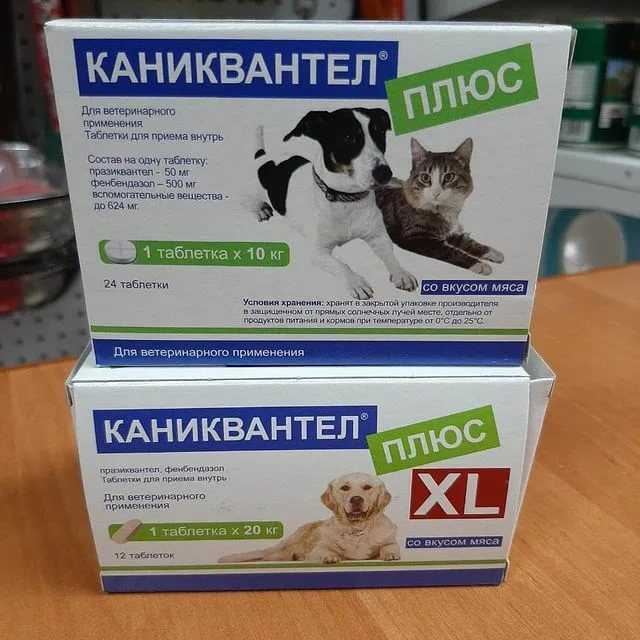 КАНИКВАНТЕЛ®
ПЛЮС
Для ветеринарного
применения
Таблетки для приема внутрь
Состав на одну таблетку:
празиквантел - 50 мг
фенбендазол – 500 мг
вспомогательные вещества -
до 624 мг.
1 таблетка х 10 кг
24 таблетки
со вкусом мяса
Условия хранения: хранят в закрытой упаковке производителя
в защищенном от прямых солнечных лучей месте, отдельно от
продуктов питания и кормов при температуре от 0°С до 25°С.
Для ветеринарного применения
КАНИКВАНТЕЛ®
ПЛЮС
XL
празиквантел, фенбендазол
Таблетки для приема внутрь
Для ветеринарного
применения
1 таблетка х 20 кг
12 таблеток
со вкусом мяса